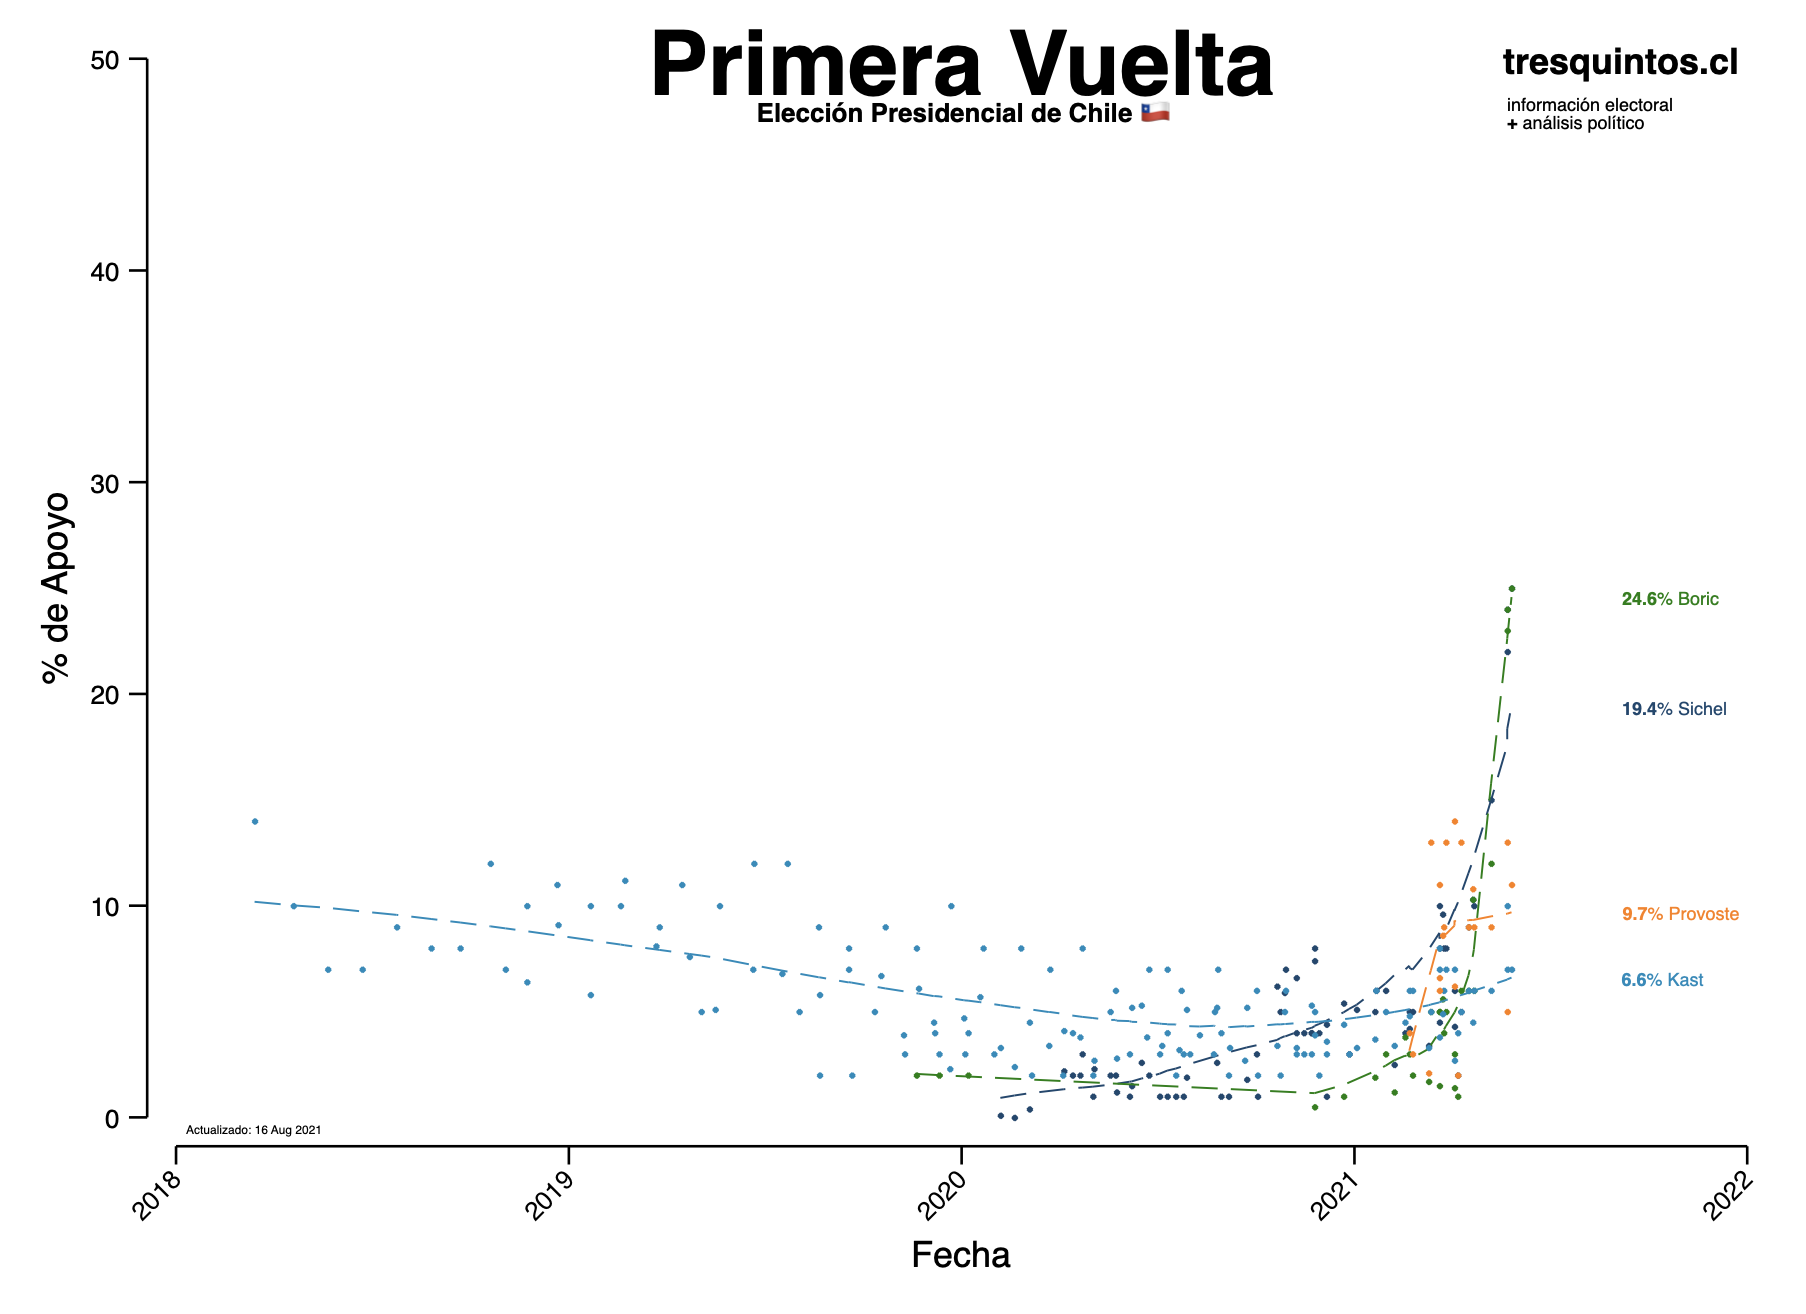 Primera Vuelta
Elección Presidencial de Chile 🇨🇱
tresquintos.cl
información electoral
+ análisis político
50
40
30
20
10
0
% de Apoyo
24.6% Boric
19.4% Sichel
9.7% Provoste
6.6% Kast
Actualizado: 16 Aug 2021
2018
2019
2020
2021
2022
Fecha